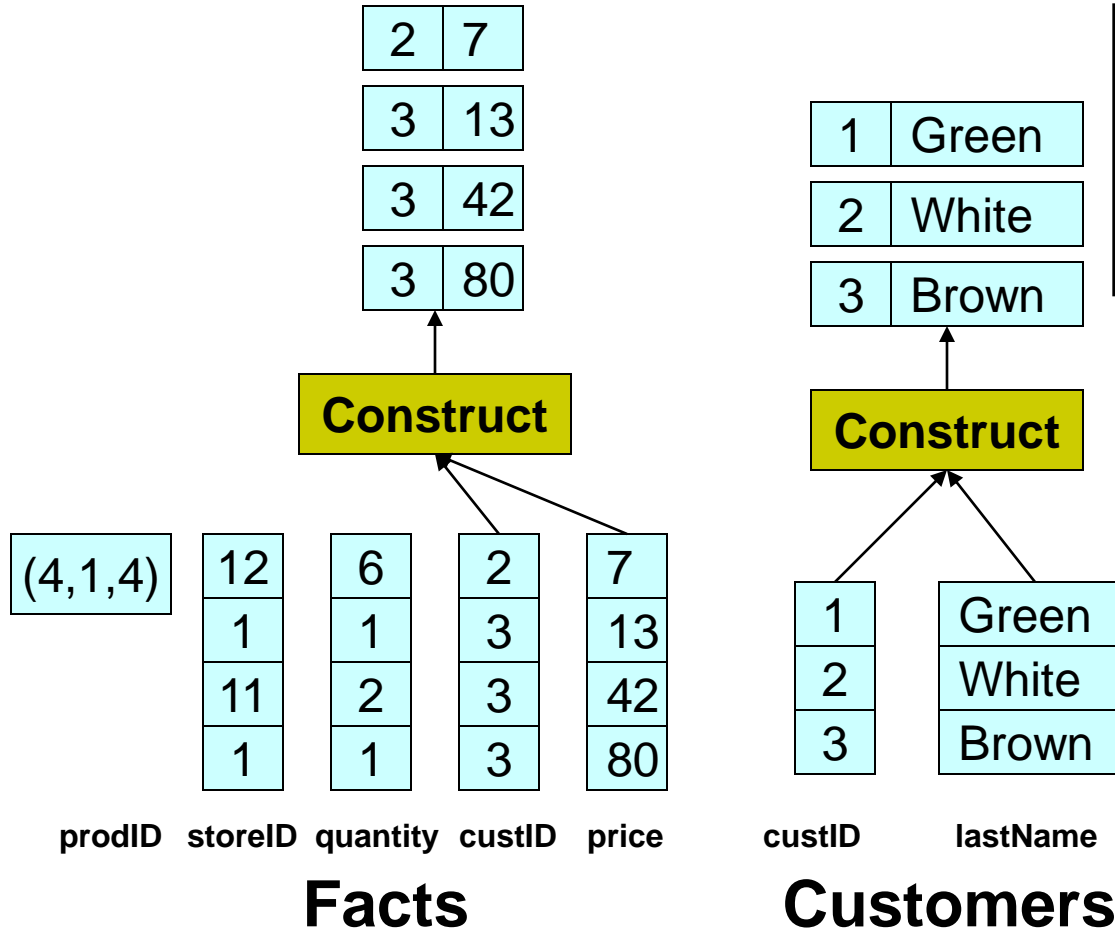 2 7
3 13
3 42
3 80
1 Green
2 White
3 Brown
Construct
Construct
(4,1,4)
12 6 2 7
1 1 3 13
11 2 3 42
1 1 3 80
1 Green
2 White
3 Brown
prodID storeID quantity custID price
custID lastName
Facts
Customers